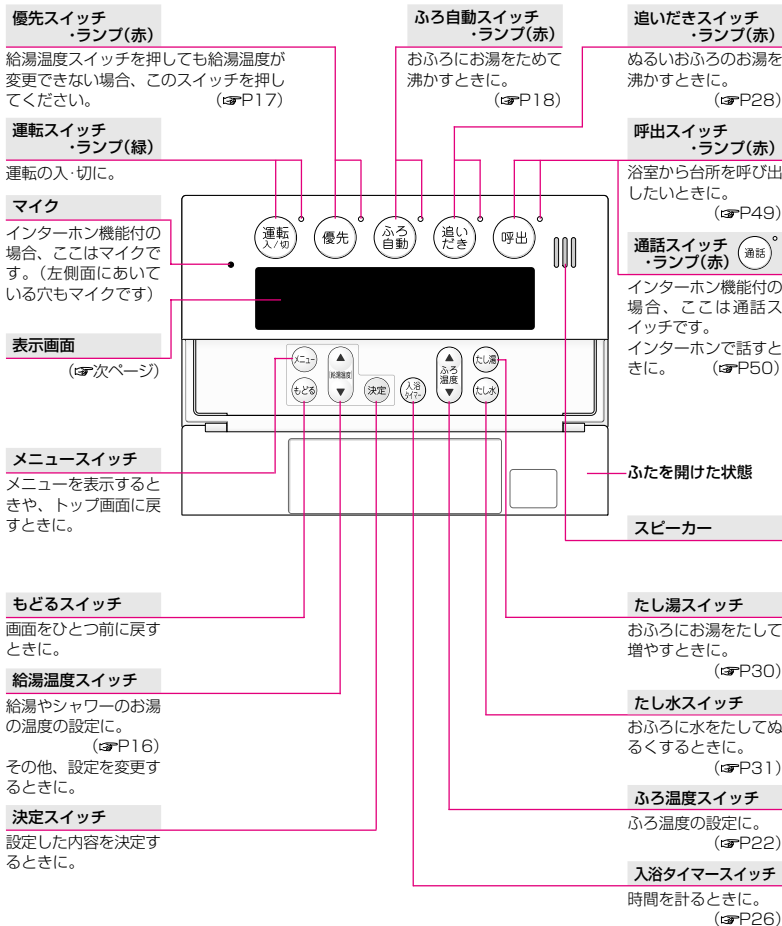 優先スイッチ
・ランプ(赤)
給湯温度スイッチを押しても給湯温度が
変更できない場合、このスイッチを押し
てください。 (☞P17)
運転スイッチ
・ランプ(緑)
運転の入・切に。
マイク
インターホン機能付の
場合、ここはマイクで
す。(左側面にあいて
いる穴もマイクです)
表示画面
(☞次ページ)
メニュースイッチ
メニューを表示すると
きや、トップ画面に戻
すときに。
もどるスイッチ
画面をひとつ前に戻す
ときに。
給湯温度スイッチ
給湯やシャワーのお湯
の温度の設定に。
(☞P16)
その他、設定を変更す
るときに。
決定スイッチ
設定した内容を決定す
るときに。
ふろ自動スイッチ
・ランプ(赤)
おふろにお湯をためて
沸かすときに。
(☞P18)
運転
入/切
優先
ふろ
自動
追い
だき
呼出
メニュー
もどる
▲
給湯温度
▼
決定
入浴
タイマー
▲
ふろ
温度
▼
たし湯
たし水
追いだきスイッチ
・ランプ(赤)
ぬるいおふろのお湯を
沸かすときに。
(☞P28)
呼出スイッチ
・ランプ(赤)
浴室から台所を呼び出
したいときに。
(☞P49)
通話スイッチ
・ランプ(赤)
通話
インターホン機能付の
場合、ここは通話ス
イッチです。
インターホンで話すと
きに。 (☞P50)
ふたを開けた状態
スピーカー
たし湯スイッチ
おふろにお湯をたして
増やすときに。
(☞P30)
たし水スイッチ
おふろに水をたしてぬ
るくするときに。
(☞P31)
ふろ温度スイッチ
ふろ温度の設定に。
(☞P22)
入浴タイマースイッチ
時間を計るときに。
(☞P26)